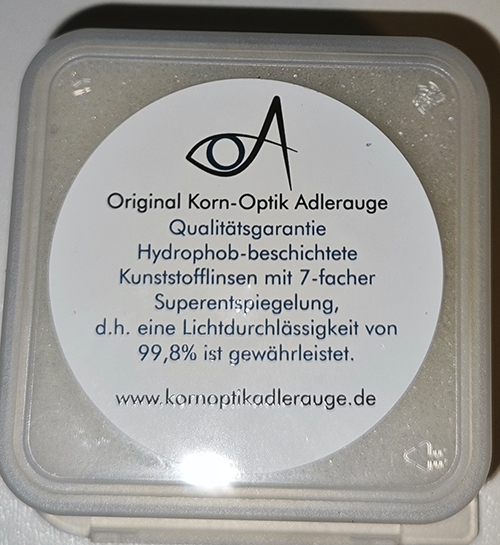 Original Korn-Optik Adlerauge
Qualitätsgarantie
Hydrophob-beschichtete
Kunststofflinsen mit 7-facher
Superentspiegelung,
d.h. eine Lichtdurchlässigkeit von
99,8% ist gewährleistet.
www.kornoptikadlerauge.de